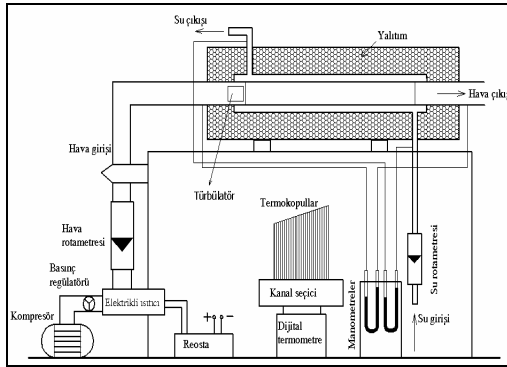 Su çıkışı
Yalıtım
Hava çıkış
Hava girişi
Türbülatör
Termokopullar
Hava
rotametresi
Su rotametresi
Basınç
regülatörü
Elektrikli ısıtıcı
Kanal seçici
Manometreler
Kompresör
+ -
Su girişi
Reosta
Dijital
termometre